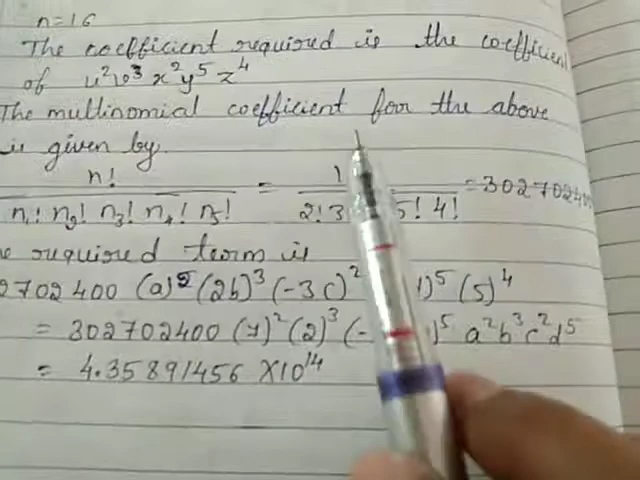 n=16
The coefficient required is the coefficient
of u²v³x²y⁵z⁴
The multinomial coefficient for the above
is given by
n! / n₁! n₂! n₃! n₄! n₅! = 1 / 2! 3 5! 4! = 302702400
required term is
2702400 (a)² (2b)³ (-3c)² )⁵ (5)⁴
= 302702400 (1)² (2)³ (- )⁵ a²b³c²d⁵
= 4.35891456 X10¹⁴